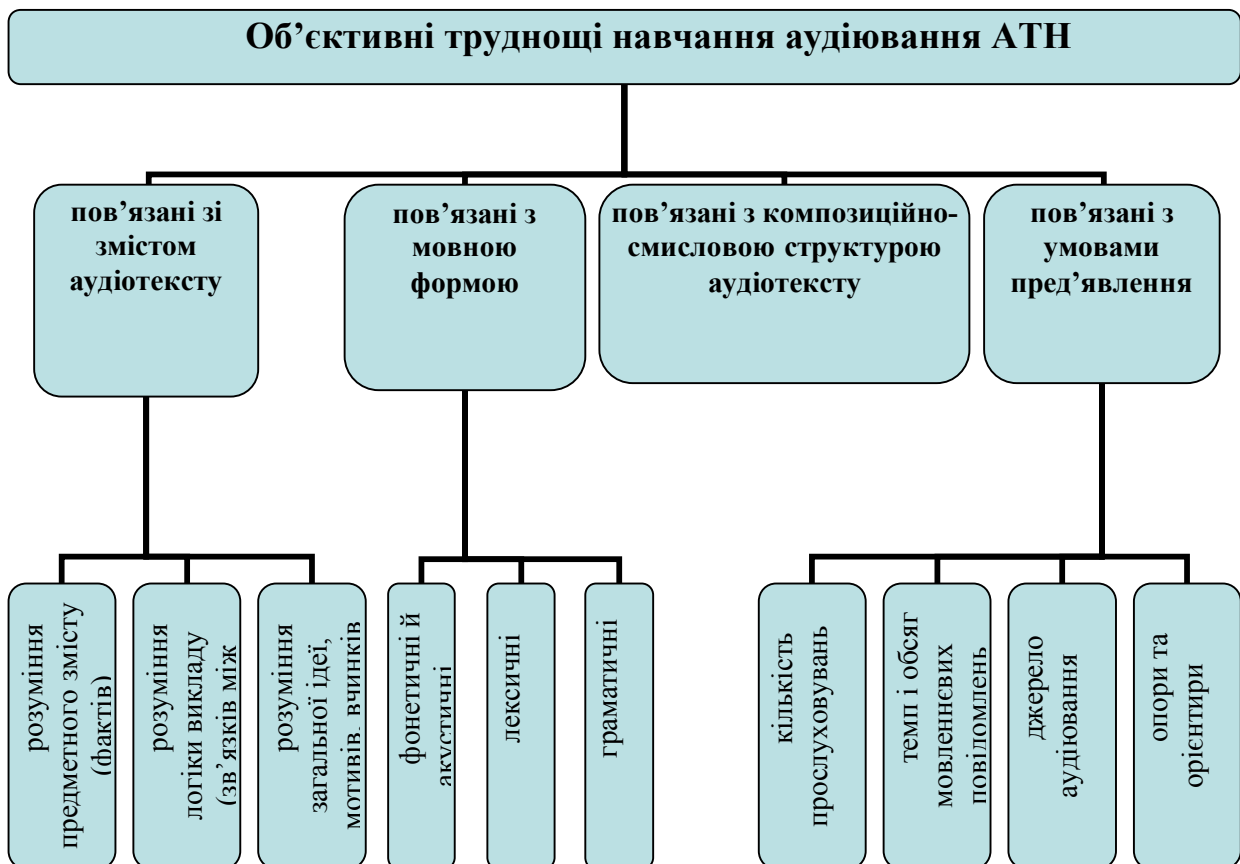 Об’єктивні труднощі навчання аудіювання АТН
пов’язані зі
змістом
аудіотексту
пов’язані з
мовною
формою
пов’язані з композиційно-
смисловою структурою
аудіотексту
пов’язані з
умовами
пред’явлення
розуміння
предметного змісту
(фактів)
розуміння
логіки викладу
(зв’язків між
розуміння
загальної ідеї,
мотивів, вчинків
фонетичні й
акустичні
лексичні
граматичні
кількість
прослуховувань
темп і обсяг
мовленнєвих
повідомлень
джерело
аудіювання
опори та
орієнтири